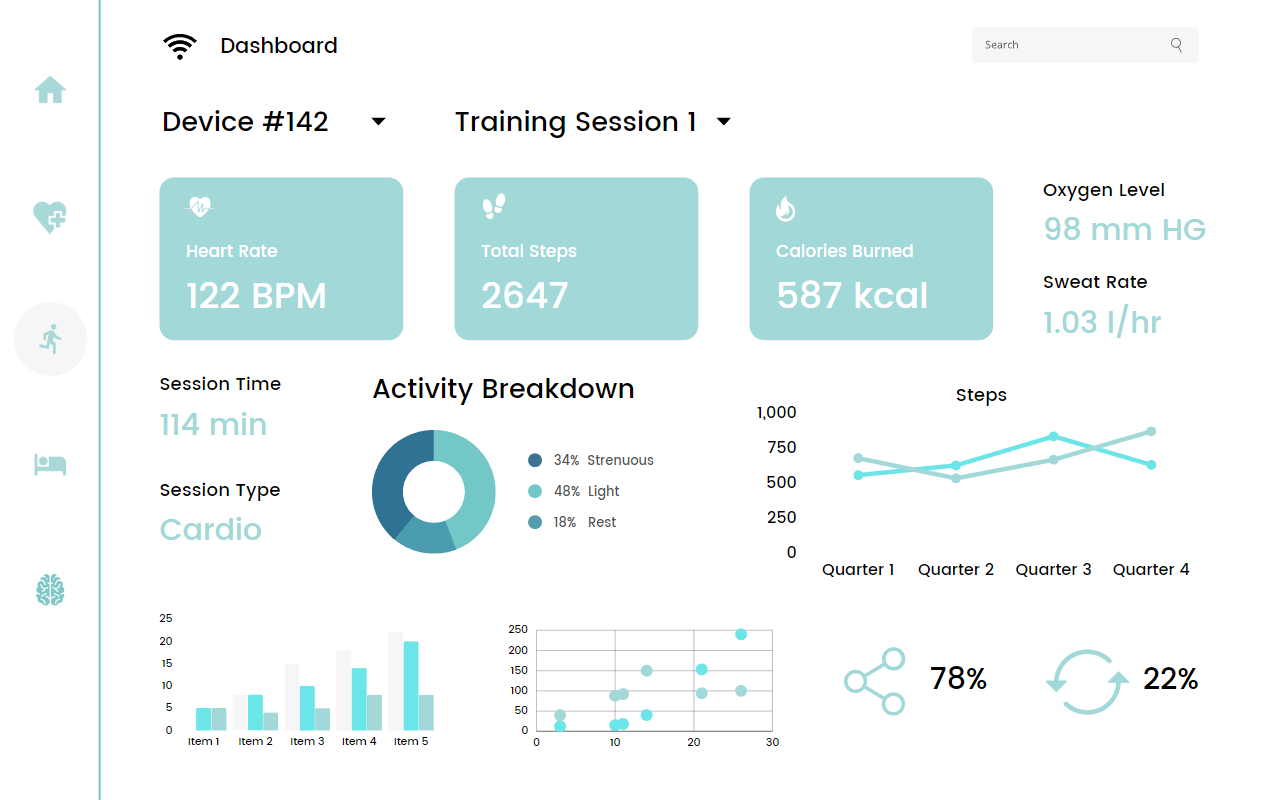 Dashboard
Search
Device #142
Training Session 1
Heart Rate
122 BPM
Total Steps
2647
Calories Burned
587 kcal
Oxygen Level
98 mm HG
Sweat Rate
1.03 l/hr
Session Time
114 min
Session Type
Cardio
Activity Breakdown
34% Strenuous
48% Light
18% Rest
Steps
1,000
750
500
250
0
Quarter 1 Quarter 2 Quarter 3 Quarter 4
25
20
15
10
5
0
Item 1 Item 2 Item 3 Item 4 Item 5
250
200
150
100
50
0
0 10 20 30
78%
22%